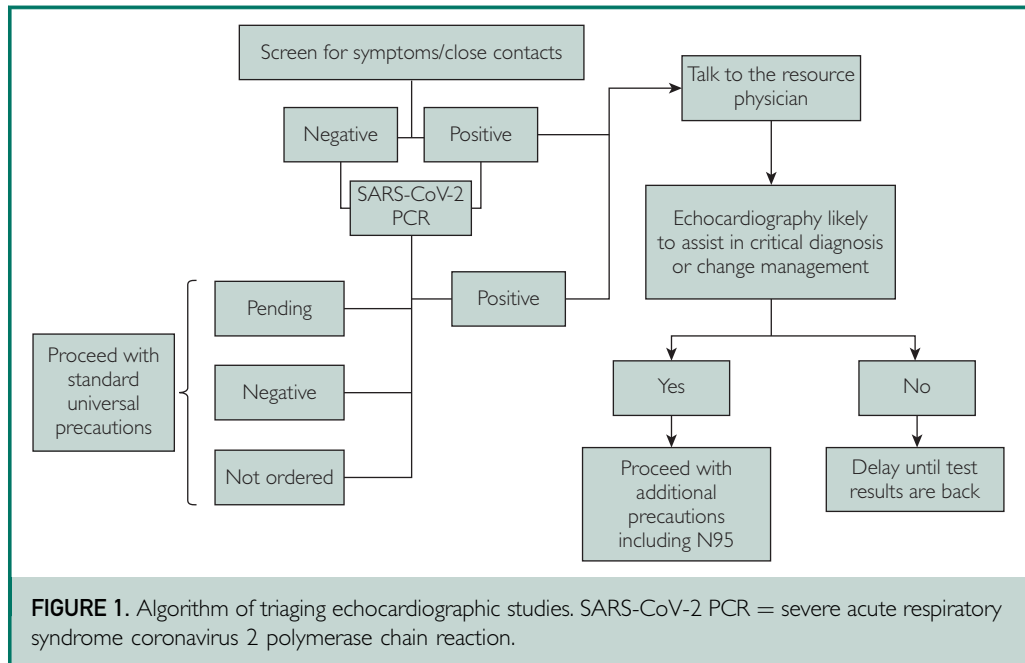 Screen for symptoms/close contacts
Talk to the resource
physician
Negative
Positive
SARS-CoV-2
PCR
Echocardiography likely
to assist in critical diagnosis
or change management
Pending
Positive
Proceed with
standard
universal
precautions
Negative
Not ordered
Yes
No
Proceed with
additional
precautions
including N95
Delay until test
results are back
FIGURE 1. Algorithm of triaging echocardiographic studies. SARS-CoV-2 PCR = severe acute respiratory
syndrome coronavirus 2 polymerase chain reaction.